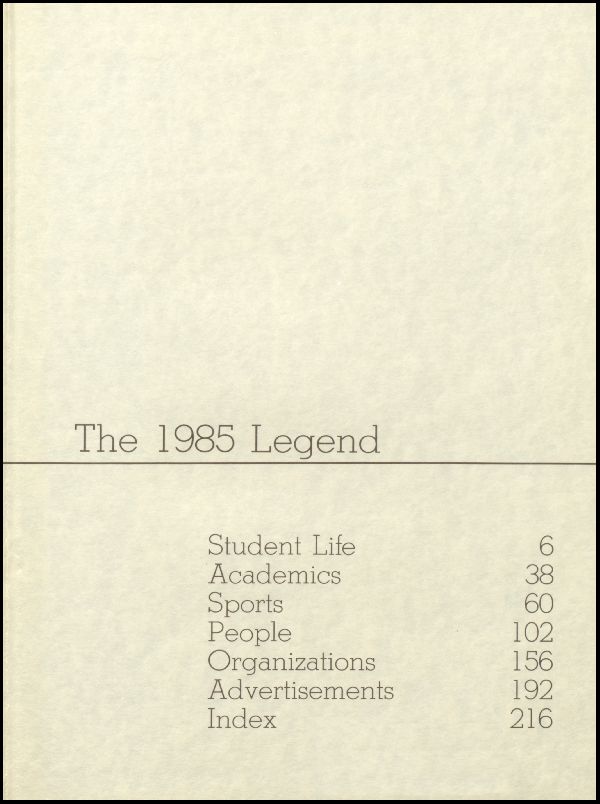 The 1985 Legend
Student Life 6
Academics 38
Sports 60
People 102
Organizations 156
Advertisements 192
Index 216